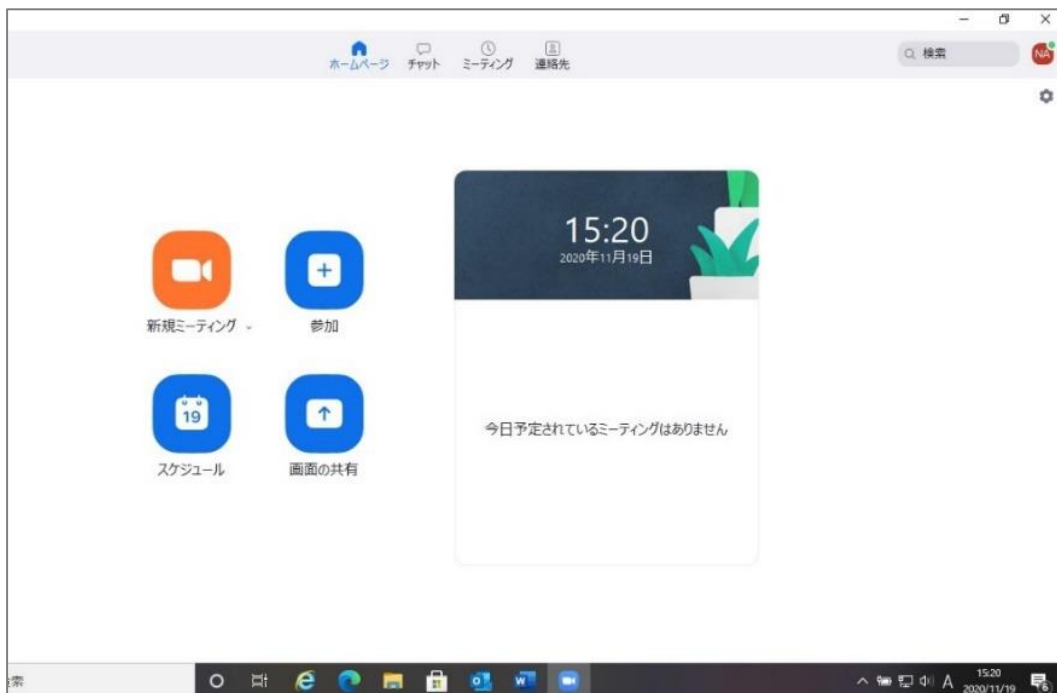 ホームページ
チャット
ミーティング
連絡先
検索
NA
15:20
2020年11月19日
新規ミーティング
参加
19
スケジュール
画面の共有
今日予定されているミーティングはありません
検索
A
15:20
2020/11/19
6